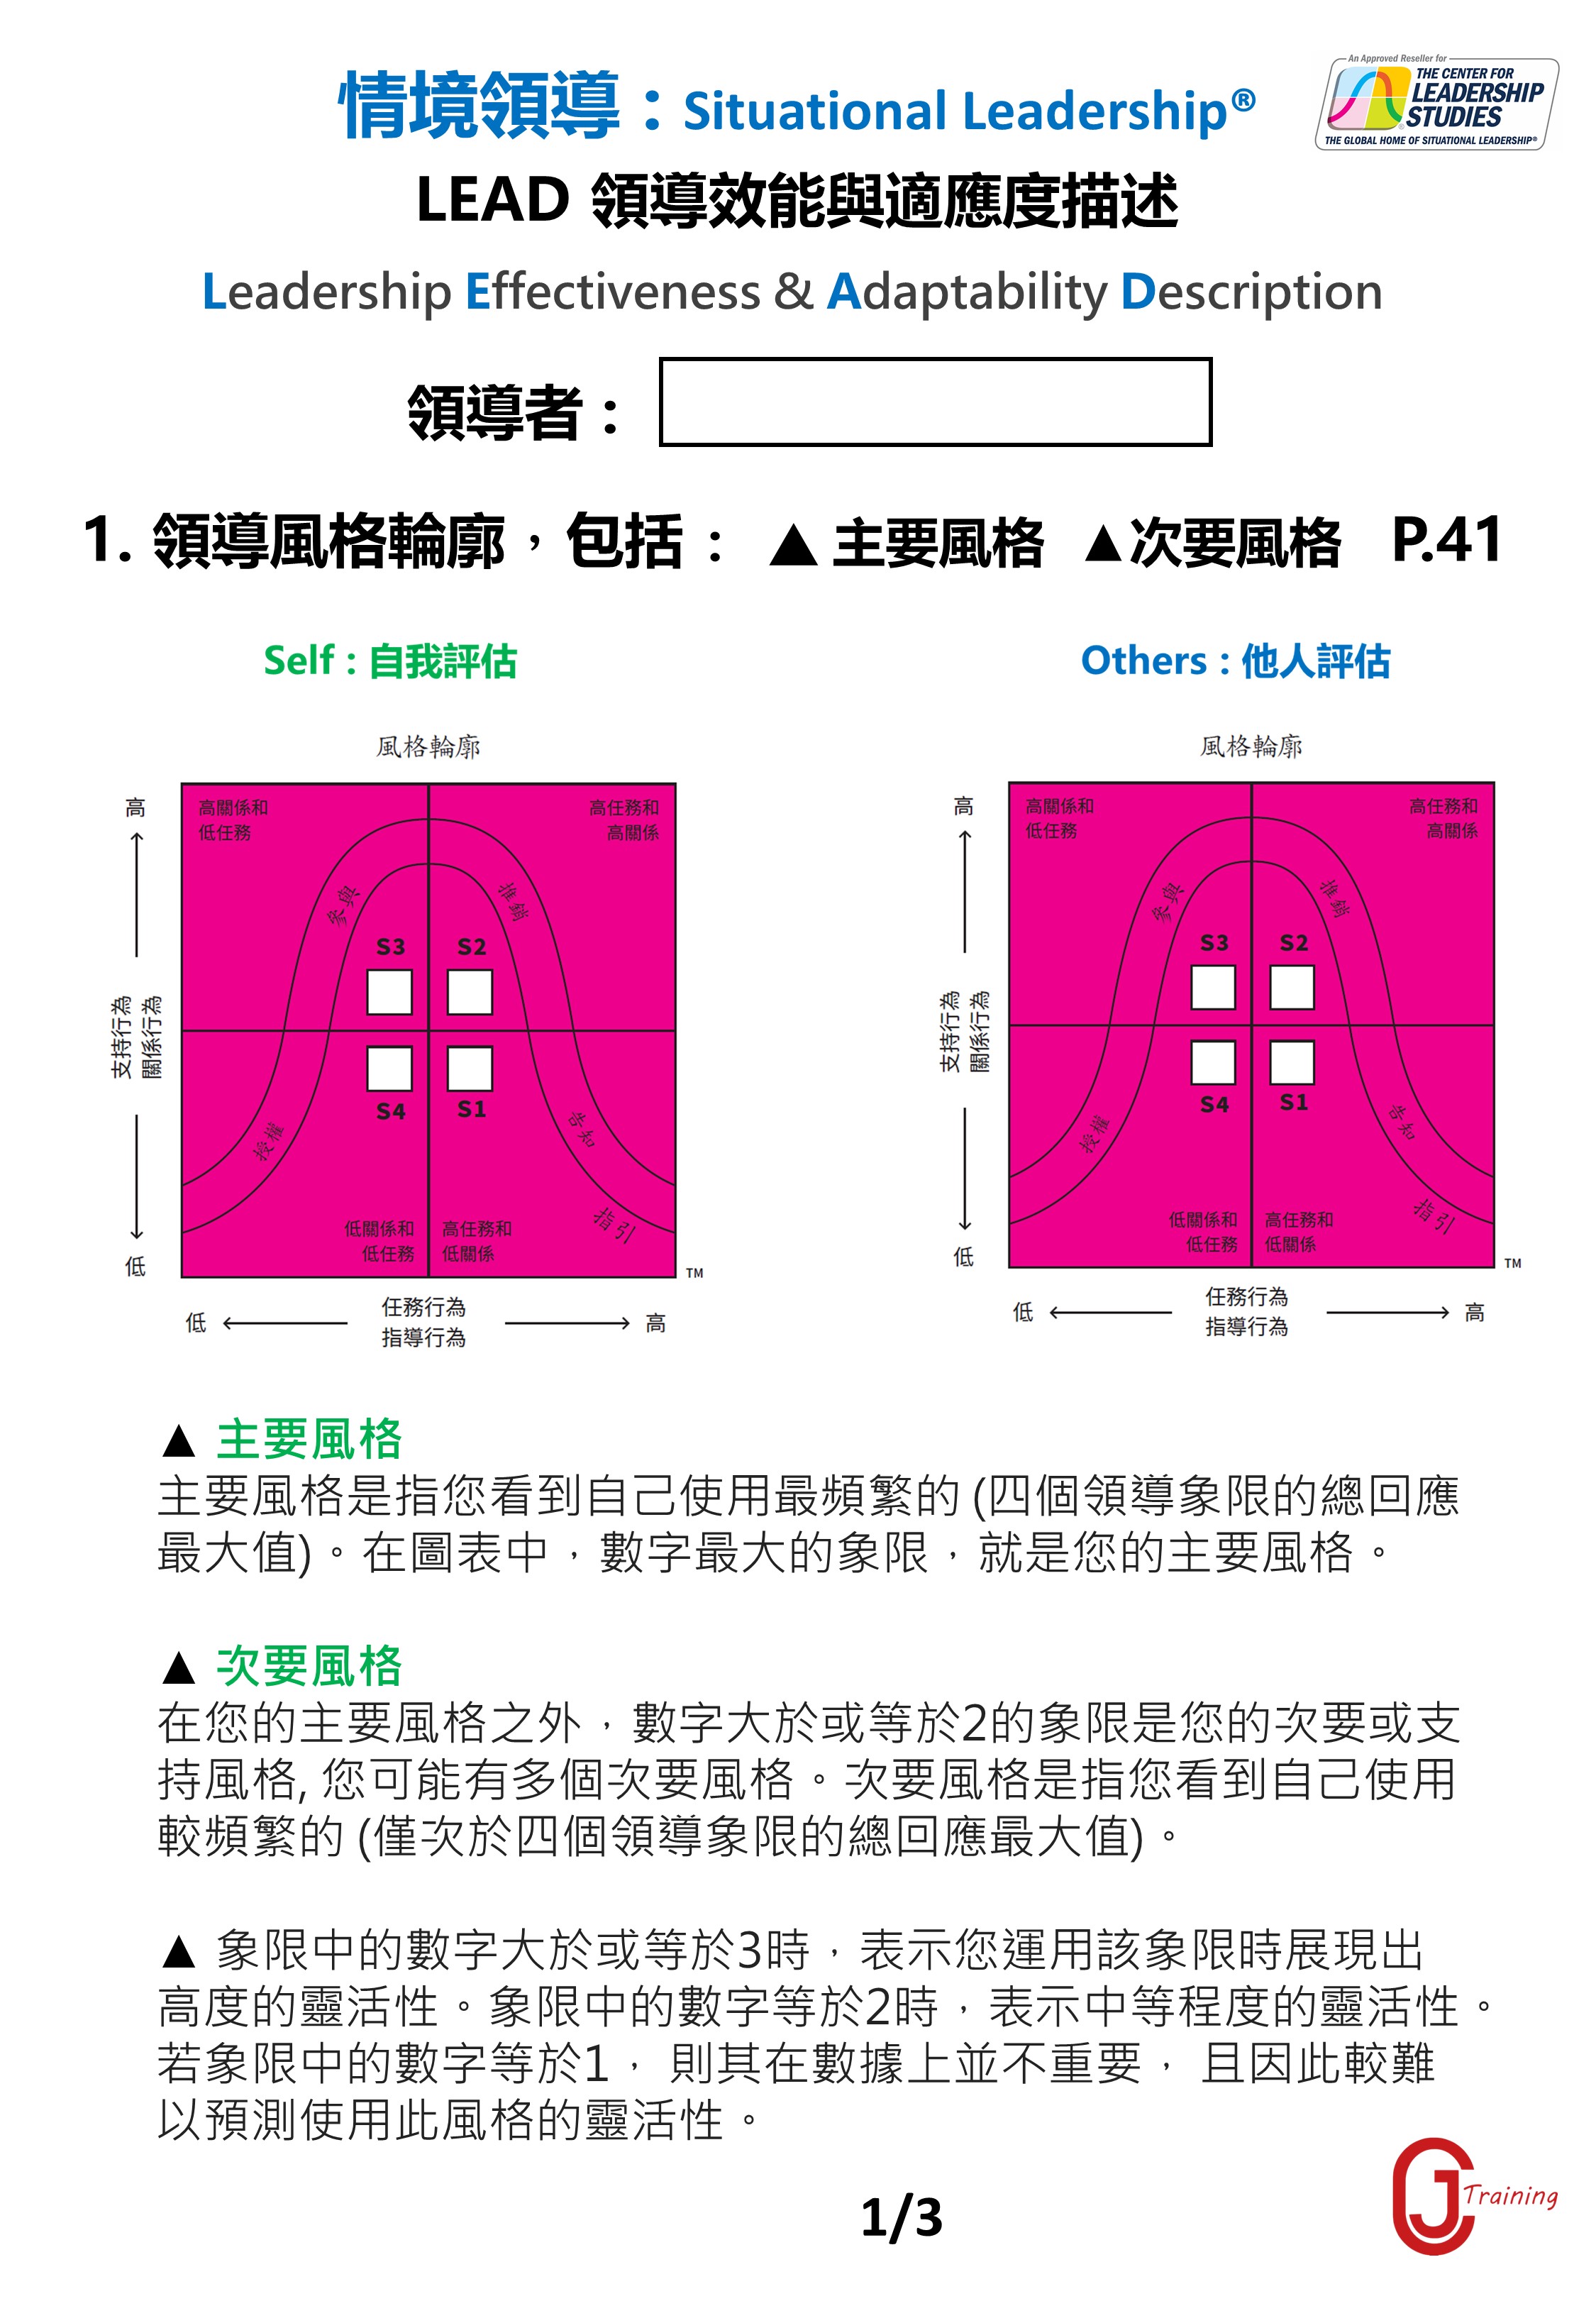 An Approved Reseller for
THE CENTER FOR
LEADERSHIP
STUDIES
THE GLOBAL HOME OF SITUATIONAL LEADERSHIP®
情境領導：Situational Leadership®
LEAD 領導效能與適應度描述
Leadership Effectiveness & Adaptability Description
領導者：
1. 領導風格輪廓，包括： ▲ 主要風格 ▲次要風格 P.41
Self：自我評估
風格輪廓
高
高關係和
低任務
高任務和
高關係
參與
推銷
S3
S2
支持行為
關係行為
S4
S1
授權
告知
指引
低關係和
低任務
高任務和
低關係
低
TM
低
任務行為
指導行為
高
Others：他人評估
風格輪廓
高
高關係和
低任務
高任務和
高關係
參與
推銷
S3
S2
支持行為
關係行為
S4
S1
授權
告知
指引
低關係和
低任務
高任務和
低關係
低
TM
低
任務行為
指導行為
高
▲ 主要風格
主要風格是指您看到自己使用最頻繁的 (四個領導象限的總回應
最大值)。在圖表中，數字最大的象限，就是您的主要風格。
▲ 次要風格
在您的主要風格之外，數字大於或等於2的象限是您的次要或支
持風格, 您可能有多個次要風格。次要風格是指您看到自己使用
較頻繁的 (僅次於四個領導象限的總回應最大值)。
▲ 象限中的數字大於或等於3時，表示您運用該象限時展現出
高度的靈活性。象限中的數字等於2時，表示中等程度的靈活性。
若象限中的數字等於1， 則其在數據上並不重要， 且因此較難
以預測使用此風格的靈活性。
1/3
CJ Training